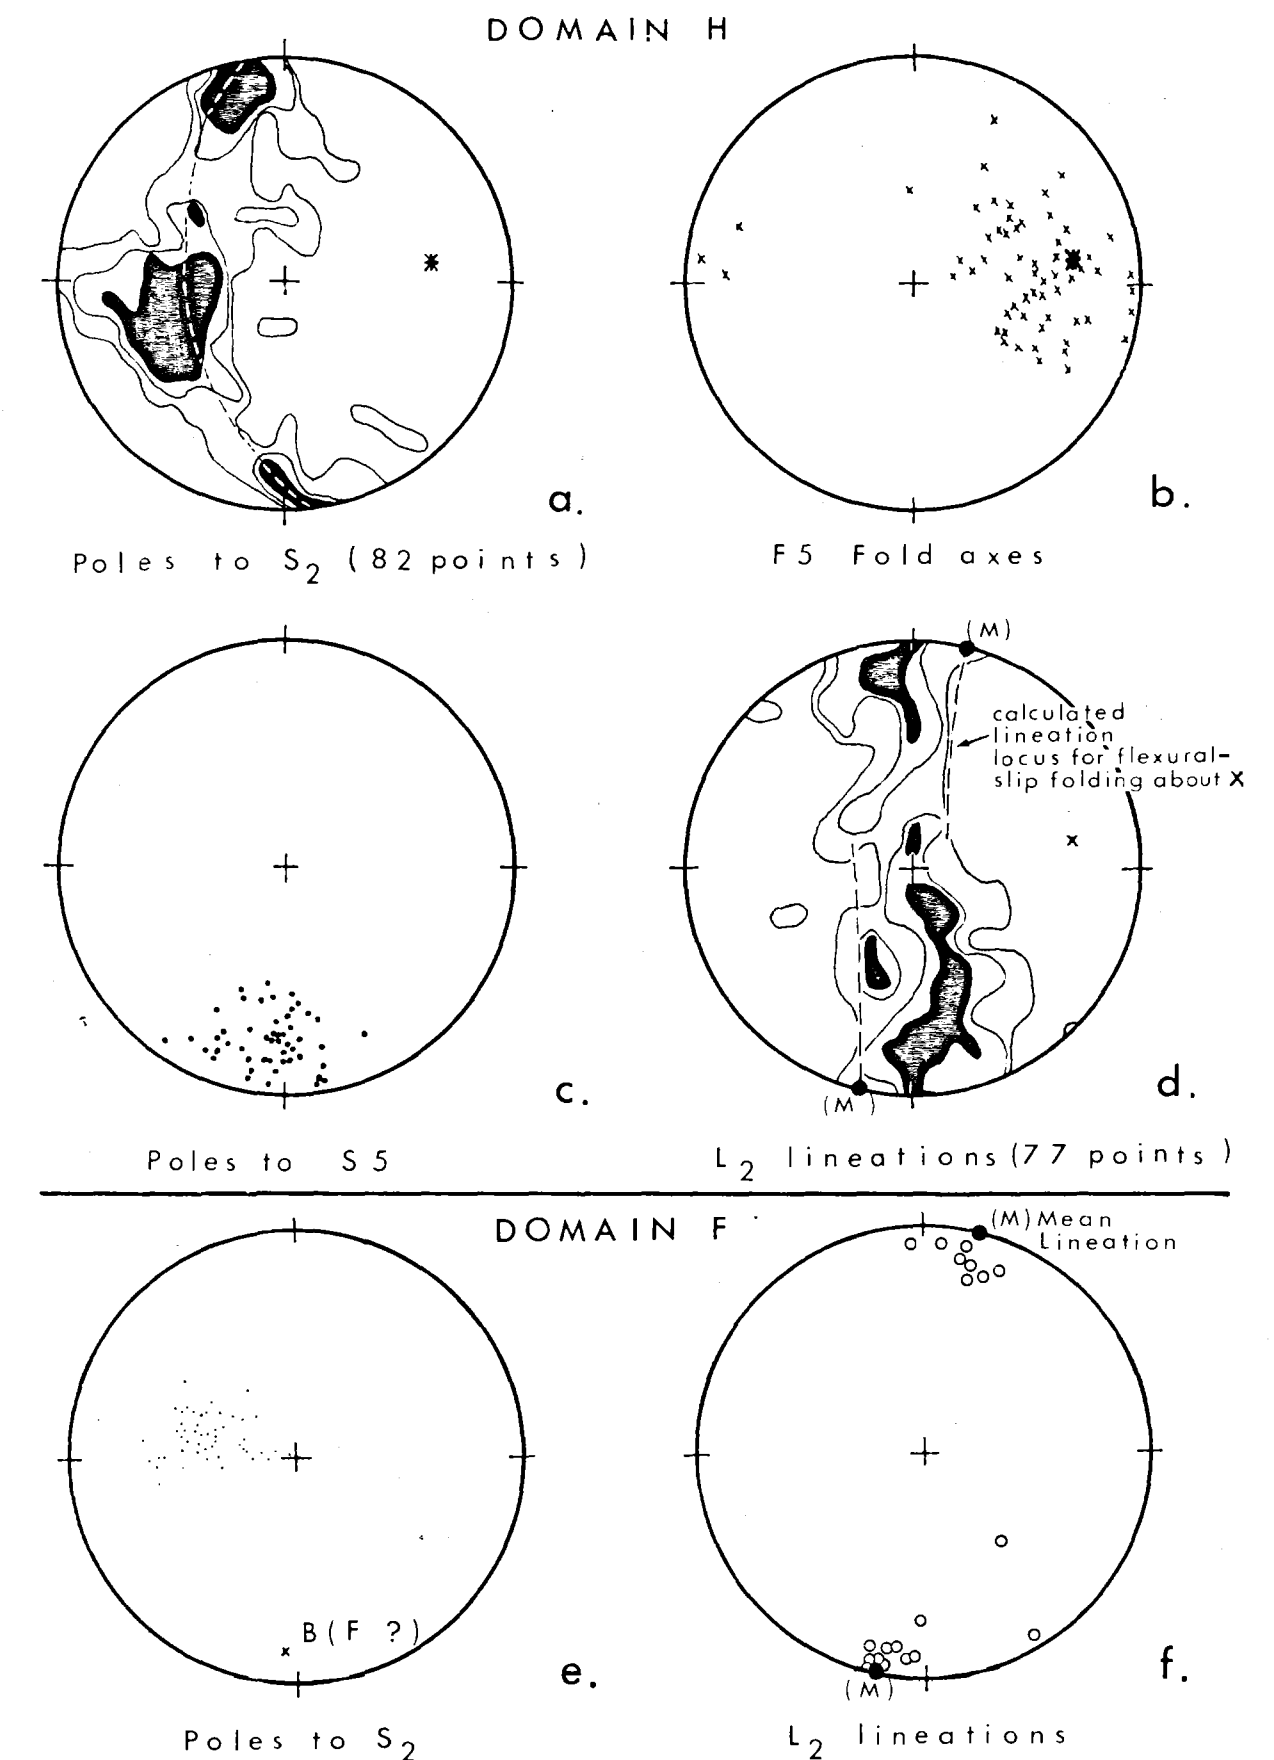 DOMAIN H
a.
b.
Poles to S2 (82 points)
F5 Fold axes
(M)
calculated
lineation
locus for flexural-
slip folding about X
x
c.
d.
(M)
Poles to S5
L2 lineations (77 points)
DOMAIN F
(M) Mean
Lineation
B (F ?)
x
e.
f.
(M)
Poles to S2
L2 lineations